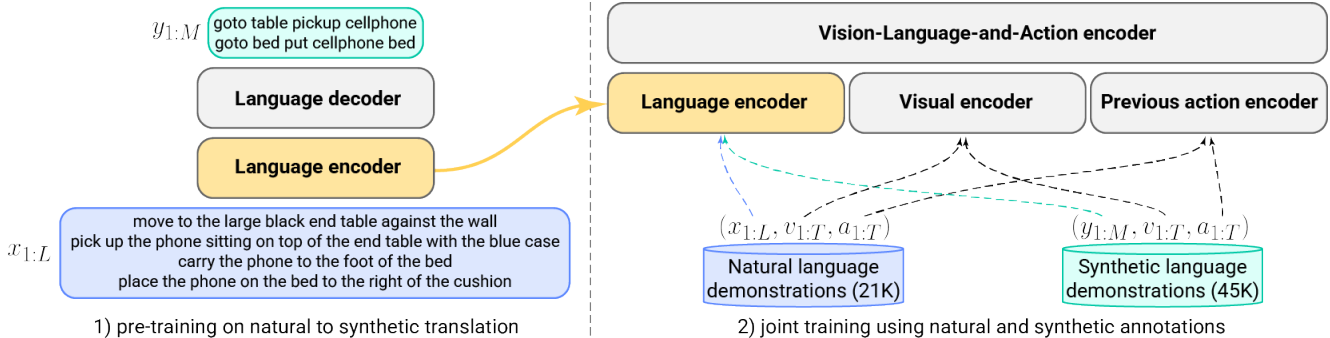 y1:M
goto table pickup cellphone
goto bed put cellphone bed
Language decoder
Language encoder
x1:L
move to the large black end table against the wall
pick up the phone sitting on top of the end table with the blue case
carry the phone to the foot of the bed
place the phone on the bed to the right of the cushion
1) pre-training on natural to synthetic translation
Vision-Language-and-Action encoder
Language encoder
Visual encoder
Previous action encoder
(x1:L, v1:T, a1:T)
Natural language
demonstrations (21K)
(y1:M, v1:T, a1:T)
Synthetic language
demonstrations (45K)
2) joint training using natural and synthetic annotations